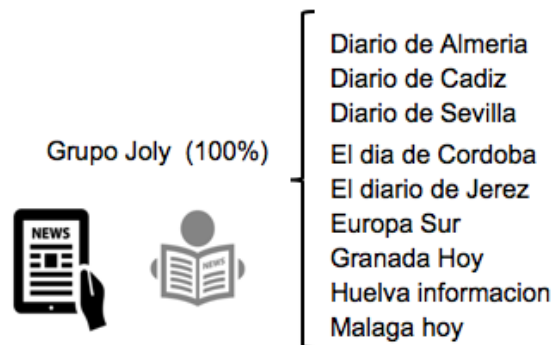 Grupo Joly (100%)
NEWS
NEWS
Diario de Almeria
Diario de Cadiz
Diario de Sevilla
El dia de Cordoba
El diario de Jerez
Europa Sur
Granada Hoy
Huelva informacion
Malaga hoy